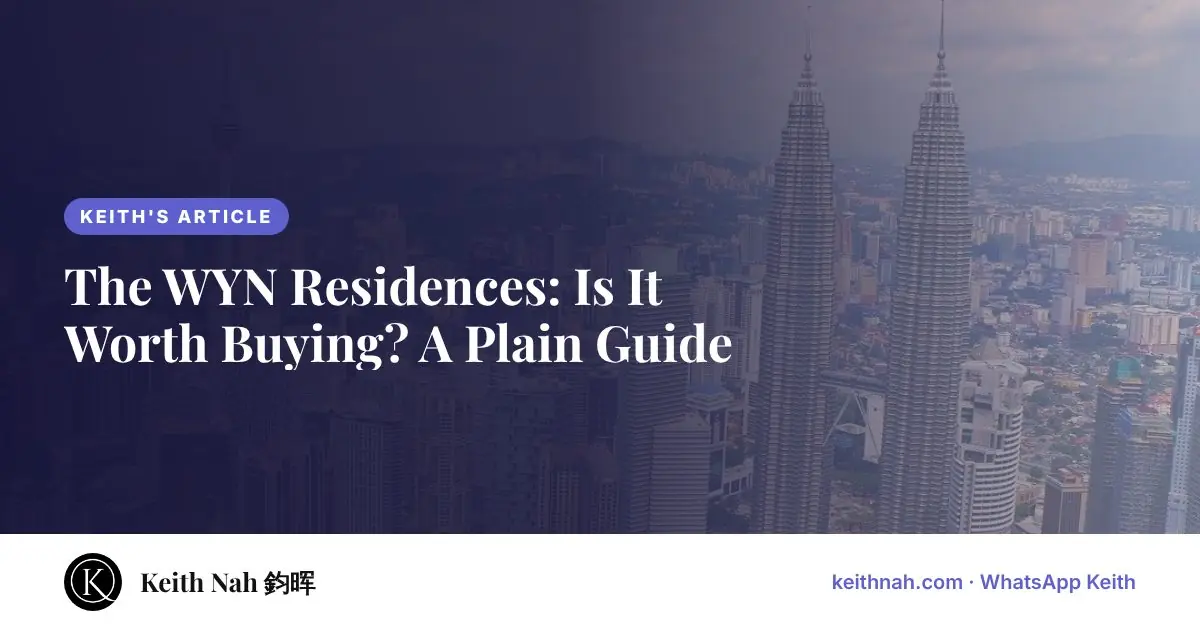 KEITH'S ARTICLE
The WYN Residences: Is It
Worth Buying? A Plain Guide
K
Keith Nah 鈞晖
keithnah.com · WhatsApp Keith